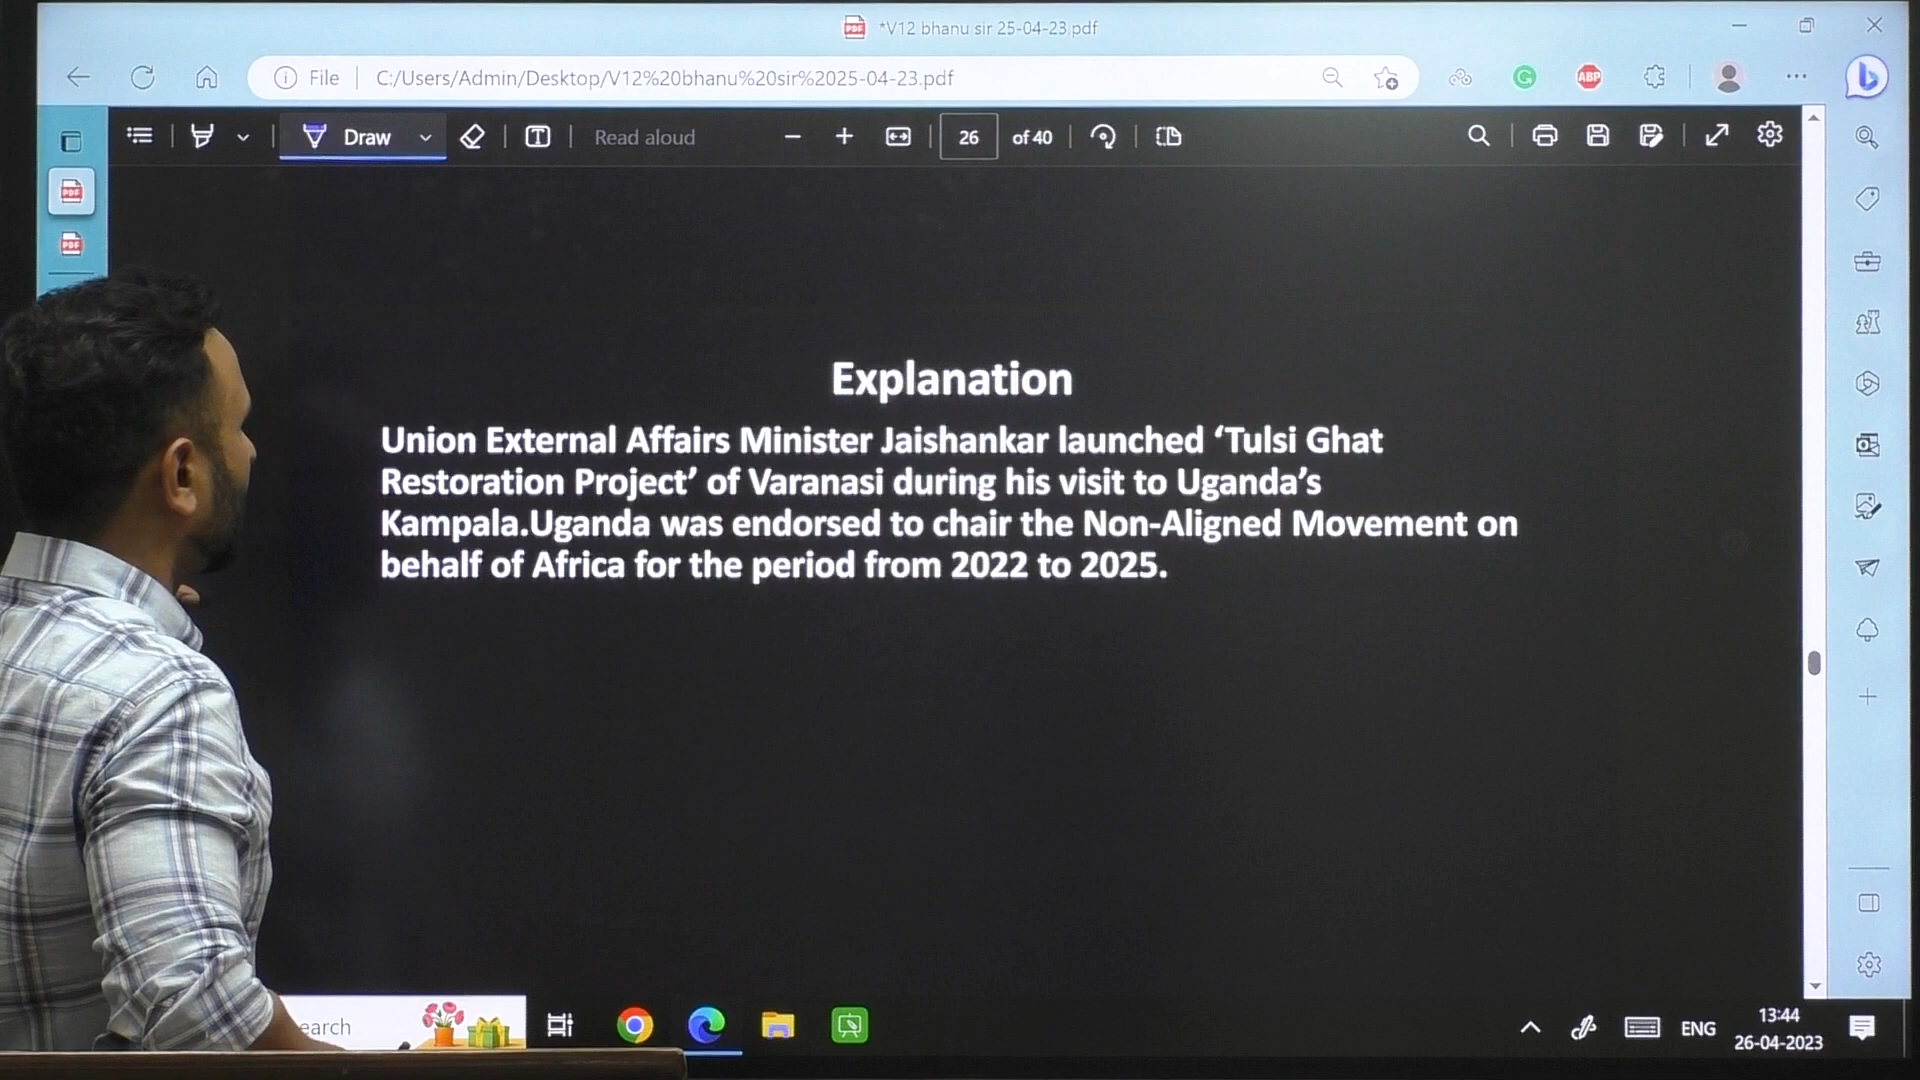 *V12 bhanu sir 25-04-23.pdf
File
C:/Users/Admin/Desktop/V12%20bhanu%20sir%2025-04-23.pdf
ABP
PDF
PDF
Draw
Read aloud
26
of 40
Explanation
Union External Affairs Minister Jaishankar launched ‘Tulsi Ghat
Restoration Project’ of Varanasi during his visit to Uganda’s
Kampala.Uganda was endorsed to chair the Non-Aligned Movement on
behalf of Africa for the period from 2022 to 2025.
earch
ENG
13:44
26-04-2023